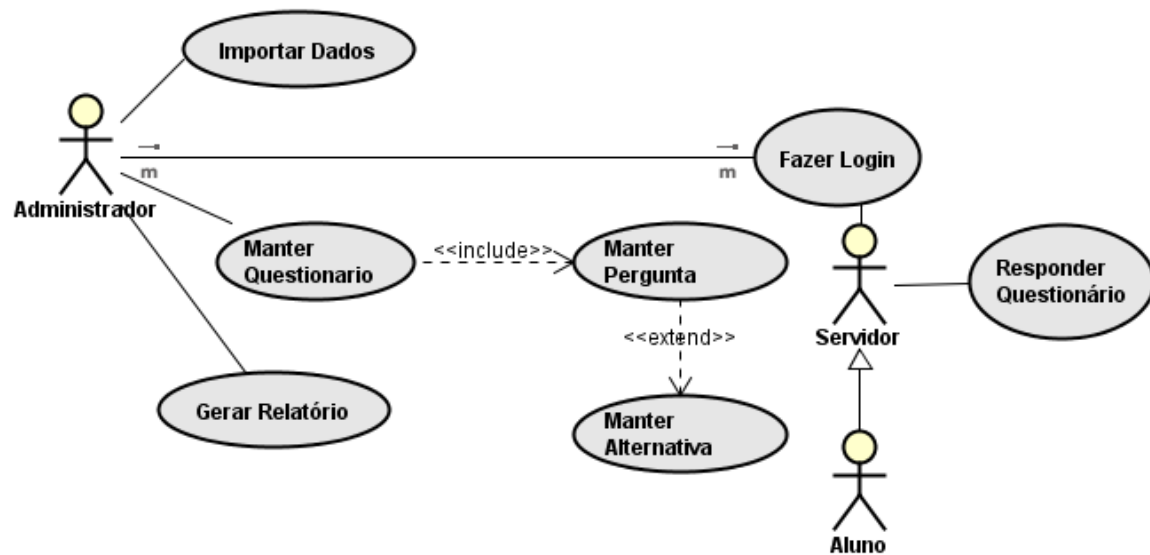 Importar Dados
m
m
Fazer Login
Administrador
Manter
Questionario
<<include>>
Manter
Pergunta
Responder
Questionário
Servidor
<<extend>>
Gerar Relatório
Manter
Alternativa
Aluno